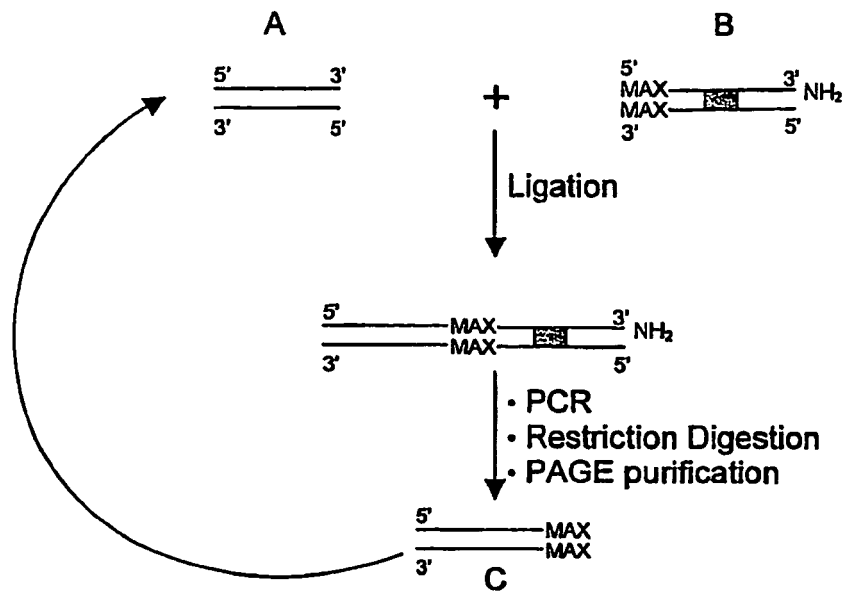 A
B
5' 3'
3' 5'
+
5'
MAX 3' NH₂
MAX
3' 5'
Ligation
5' MAX 3' NH₂
3' MAX 5'
• PCR
• Restriction Digestion
• PAGE purification
5' MAX
3' MAX
C